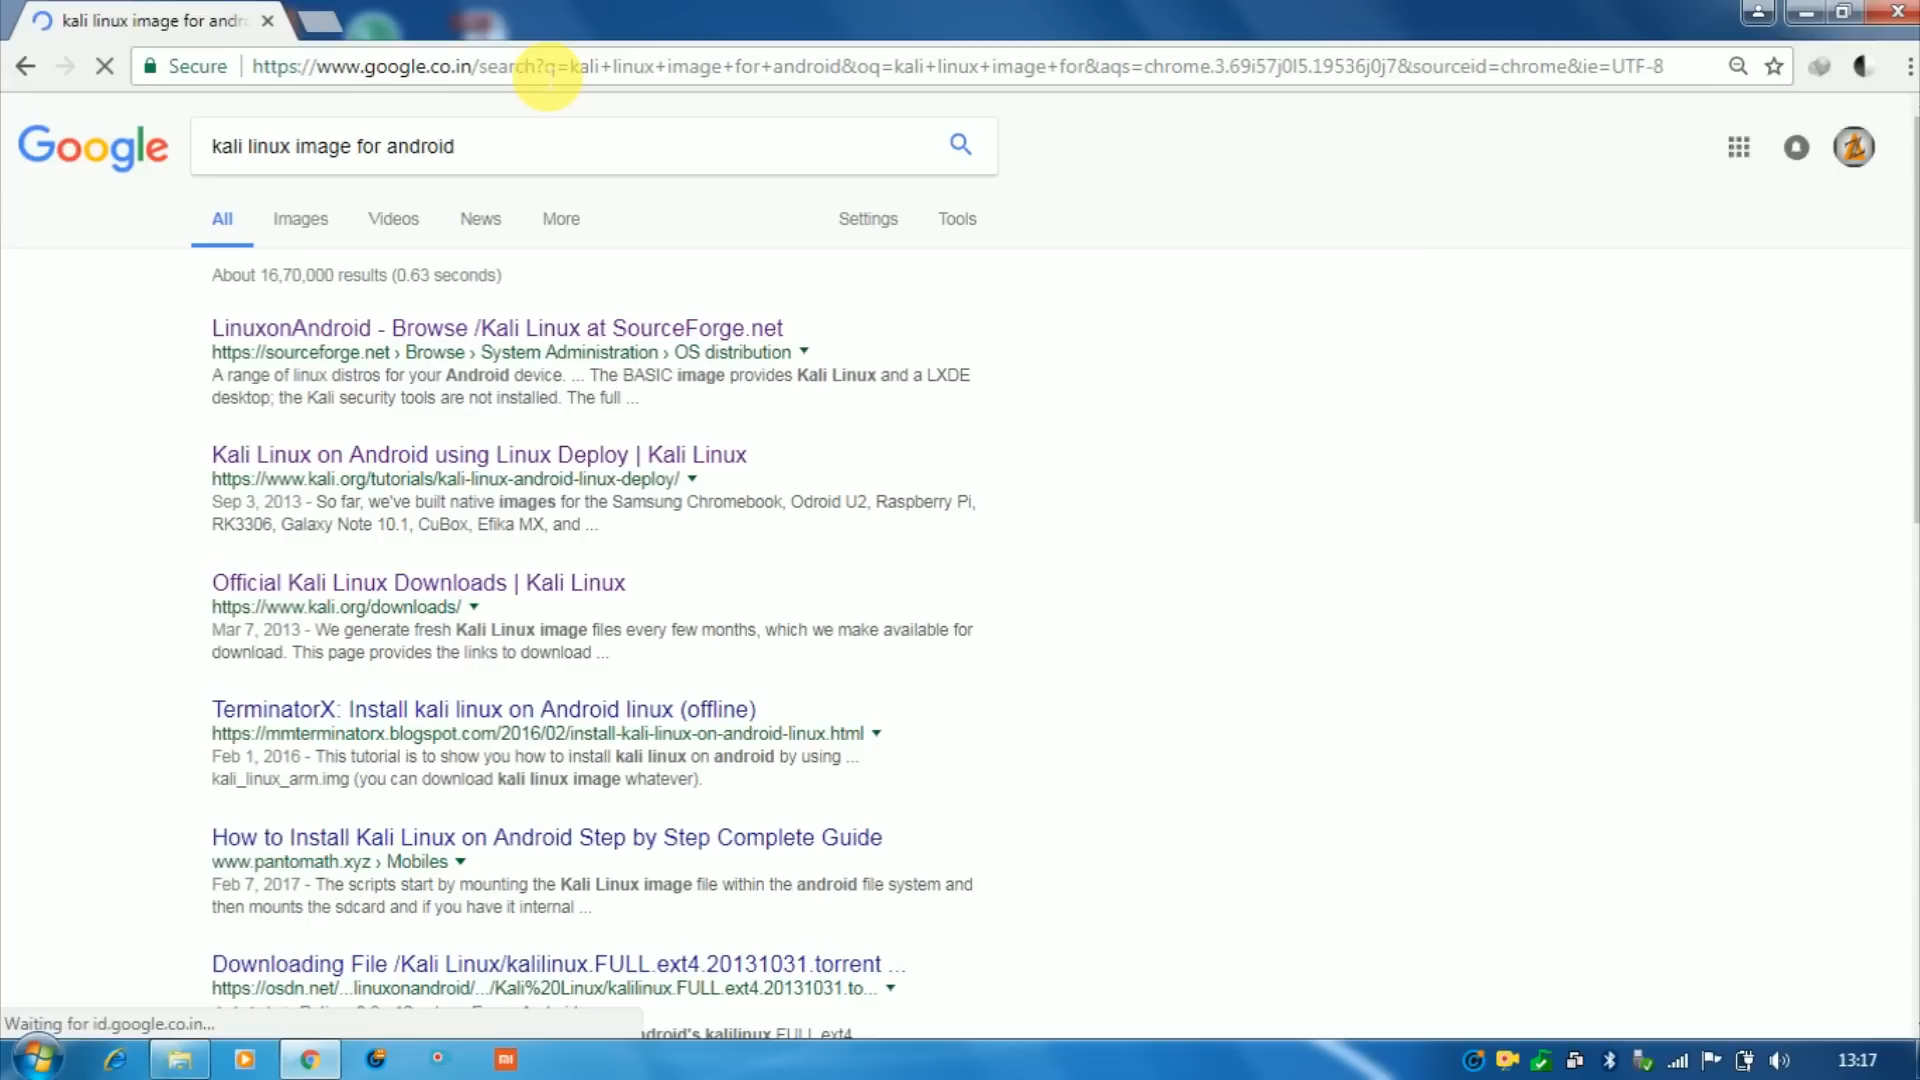 kali linux image for andr
Secure
https://www.google.co.in/search?q=kali+linux+image+for+android&oq=kali+linux+image+for&aqs=chrome.3.69i57j0l5.19536j0j7&sourceid=chrome&ie=UTF-8
Google
kali linux image for android
All Images Videos News More Settings Tools
About 16,70,000 results (0.63 seconds)
LinuxonAndroid - Browse /Kali Linux at SourceForge.net
https://sourceforge.net › Browse › System Administration › OS distribution
A range of linux distros for your Android device. ... The BASIC image provides Kali Linux and a LXDE
desktop; the Kali security tools are not installed. The full ...
Kali Linux on Android using Linux Deploy | Kali Linux
https://www.kali.org/tutorials/kali-linux-android-linux-deploy/
Sep 3, 2013 - So far, we've built native images for the Samsung Chromebook, Odroid U2, Raspberry Pi,
RK3306, Galaxy Note 10.1, CuBox, Efika MX, and ...
Official Kali Linux Downloads | Kali Linux
https://www.kali.org/downloads/
Mar 7, 2013 - We generate fresh Kali Linux image files every few months, which we make available for
download. This page provides the links to download ...
TerminatorX: Install kali linux on Android linux (offline)
https://mmterminatorx.blogspot.com/2016/02/install-kali-linux-on-android-linux.html
Feb 1, 2016 - This tutorial is to show you how to install kali linux on android by using ...
kali_linux_arm.img (you can download kali linux image whatever).
How to Install Kali Linux on Android Step by Step Complete Guide
www.pantomath.xyz › Mobiles
Feb 7, 2017 - The scripts start by mounting the Kali Linux image file within the android file system and
then mounts the sdcard and if you have it internal ...
Downloading File /Kali Linux/kalilinux.FULL.ext4.20131031.torrent ...
https://osdn.net/...linuxonandroid/.../Kali%20Linux/kalilinux.FULL.ext4.20131031.to...
Waiting for id.google.co.in...
ndroid's kalilinux FULL ext4
mi
13:17